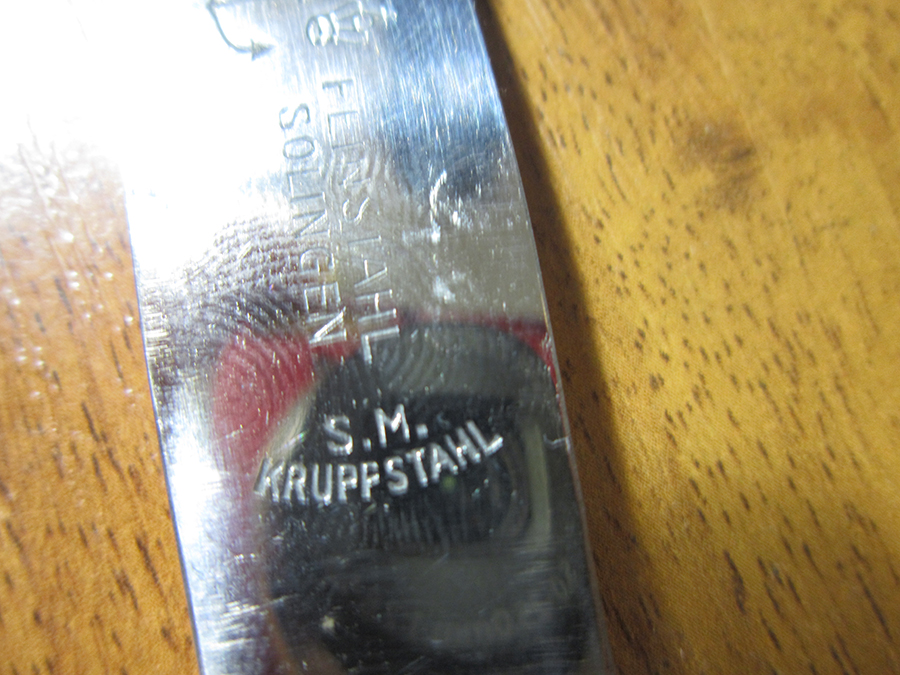 FEINSTAHL
SOLINGEN
S.M.
KRUPPSTAHL